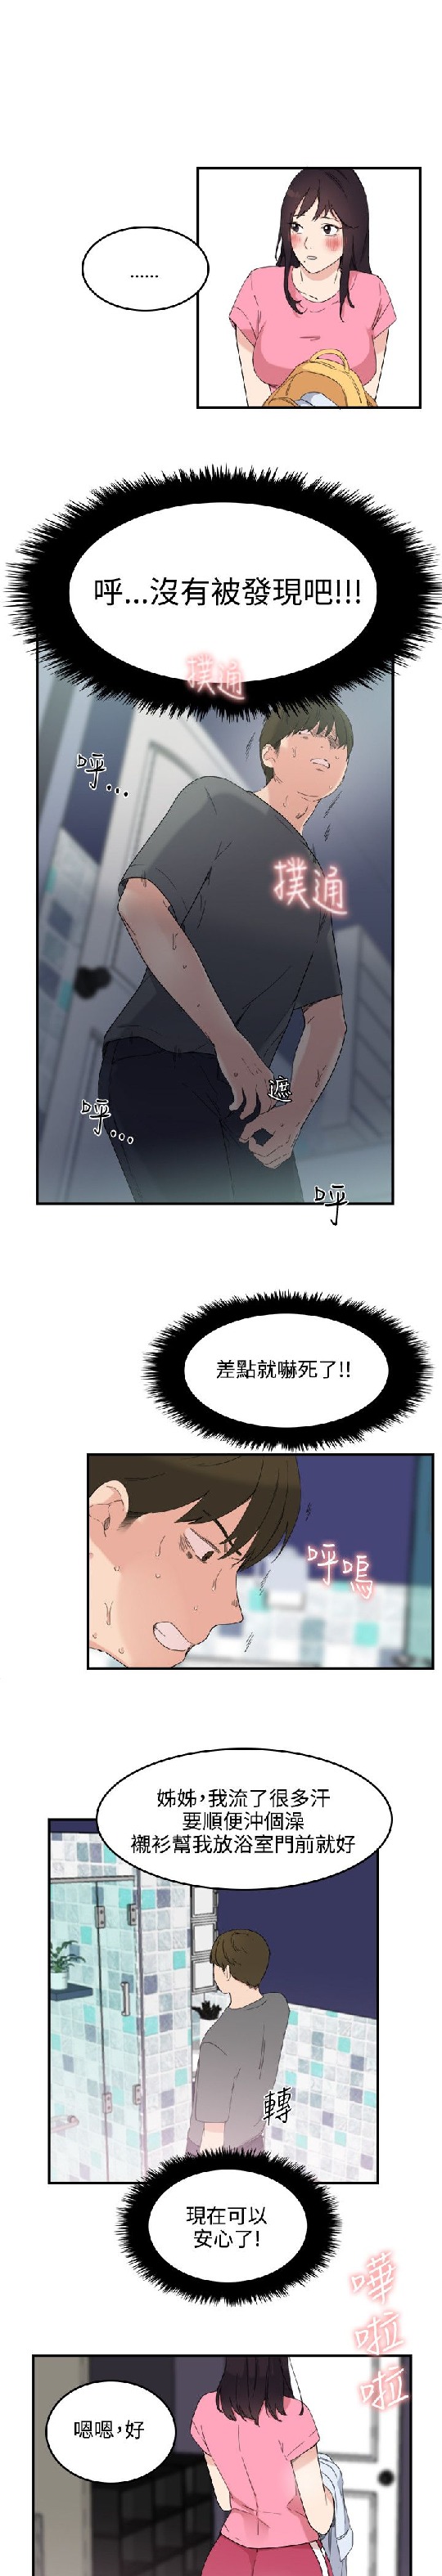 ......
呼...沒有被發現吧!!!
撲通
呼...
撲通
遮
呼...
呼
差點就嚇死了!!
呼嗚
姊姊，我流了很多汗
要順便沖個澡
襯衫幫我放浴室門前就好
轉
現在可以
安心了!
嘩
啦
啦
嗯嗯，好